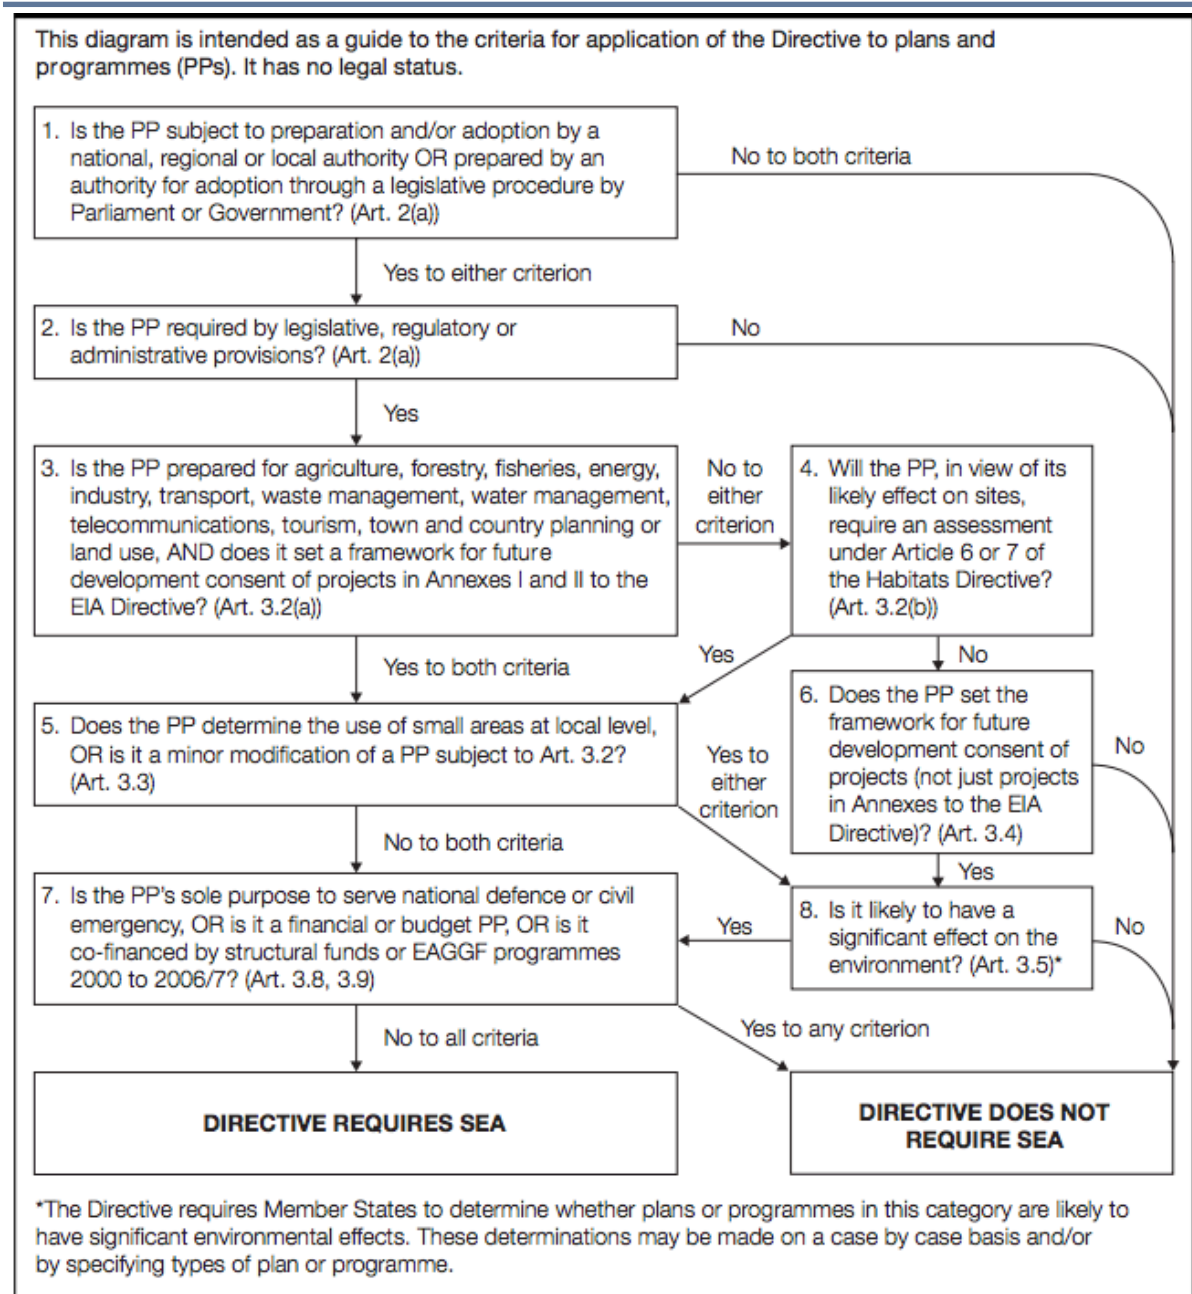 This diagram is intended as a guide to the criteria for application of the Directive to plans and
programmes (PPs). It has no legal status.
1. Is the PP subject to preparation and/or adoption by a
national, regional or local authority OR prepared by an
authority for adoption through a legislative procedure by
Parliament or Government? (Art. 2(a))
No to both criteria
Yes to either criterion
2. Is the PP required by legislative, regulatory or
administrative provisions? (Art. 2(a))
No
Yes
3. Is the PP prepared for agriculture, forestry, fisheries, energy,
industry, transport, waste management, water management,
telecommunications, tourism, town and country planning or
land use, AND does it set a framework for future
development consent of projects in Annexes I and II to the
EIA Directive? (Art. 3.2(a))
No to
either
criterion
4. Will the PP, in view of its
likely effect on sites,
require an assessment
under Article 6 or 7 of
the Habitats Directive?
(Art. 3.2(b))
Yes to both criteria
Yes
No
5. Does the PP determine the use of small areas at local level,
OR is it a minor modification of a PP subject to Art. 3.2?
(Art. 3.3)
Yes to
either
criterion
6. Does the PP set the
framework for future
development consent of
projects (not just projects
in Annexes to the EIA
Directive)? (Art. 3.4)
No
No to both criteria
Yes
7. Is the PP's sole purpose to serve national defence or civil
emergency, OR is it a financial or budget PP, OR is it
co-financed by structural funds or EAGGF programmes
2000 to 2006/7? (Art. 3.8, 3.9)
Yes
8. Is it likely to have a
significant effect on the
environment? (Art. 3.5)*
No
No to all criteria
Yes to any criterion
DIRECTIVE REQUIRES SEA
DIRECTIVE DOES NOT
REQUIRE SEA
*The Directive requires Member States to determine whether plans or programmes in this category are likely to
have significant environmental effects. These determinations may be made on a case by case basis and/or
by specifying types of plan or programme.